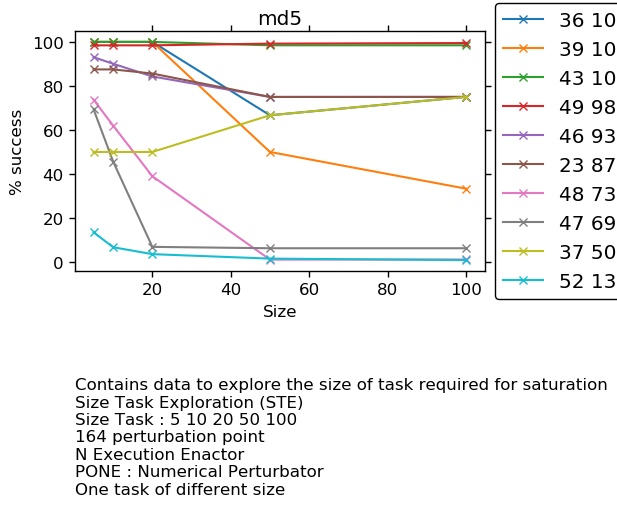 md5
% success
100
80
60
40
20
0
20
40
60
80
100
Size
36 10
39 10
43 10
49 98
46 93
23 87
48 73
47 69
37 50
52 13
Contains data to explore the size of task required for saturation
Size Task Exploration (STE)
Size Task : 5 10 20 50 100
164 perturbation point
N Execution Enactor
PONE : Numerical Perturbator
One task of different size